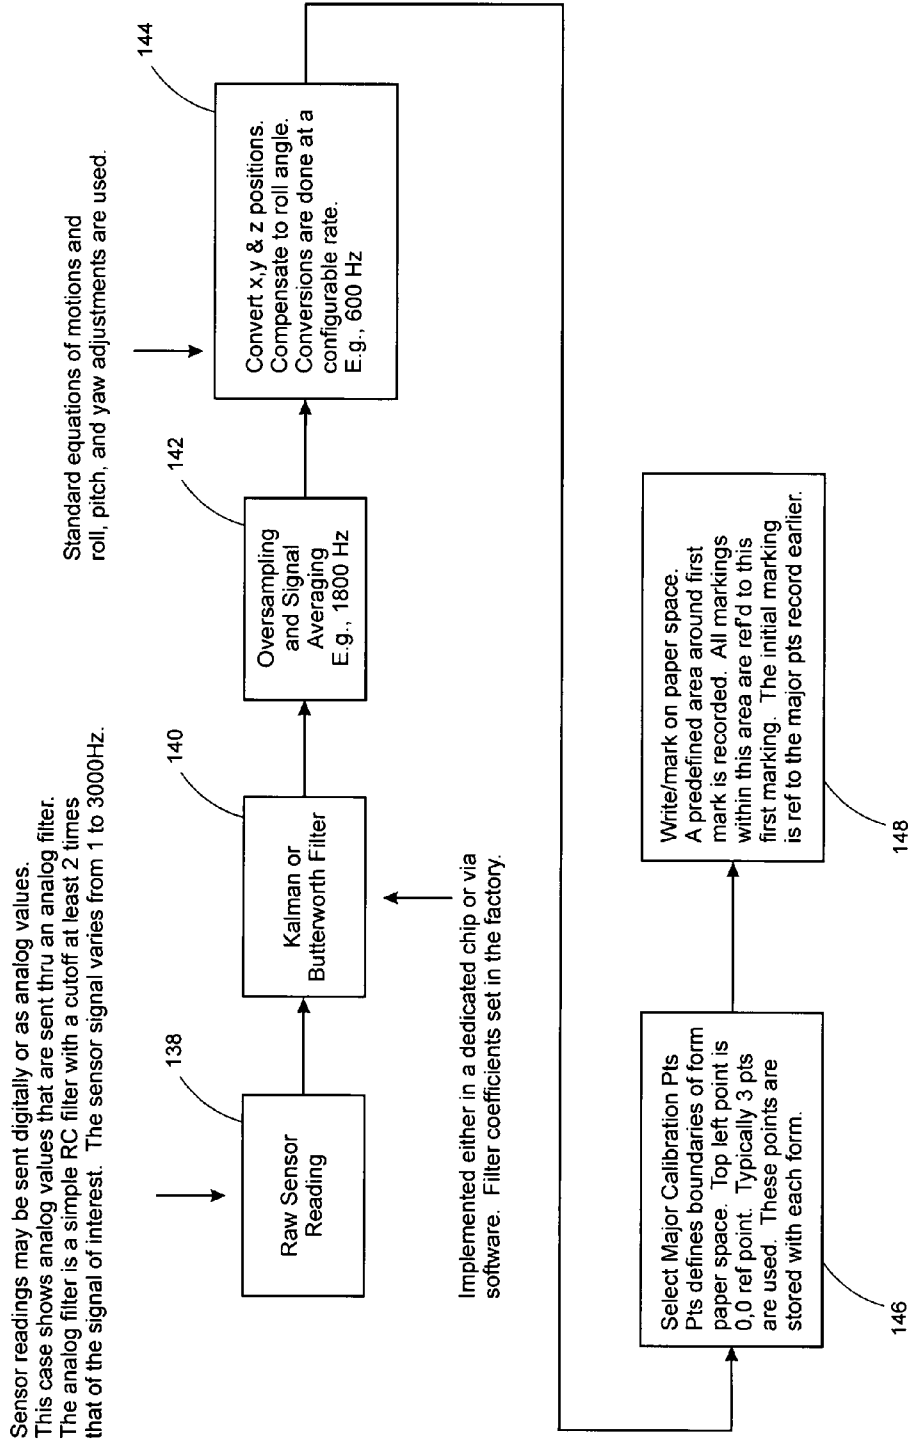 Sensor readings may be sent digitally or as analog values.
This case shows analog values that are sent thru an analog filter.
The analog filter is a simple RC filter with a cutoff at least 2 times
that of the signal of interest. The sensor signal varies from 1 to 3000Hz.
138
Raw Sensor
Reading
140
Kalman or
Butterworth Filter
Implemented either in a dedicated chip or via
software. Filter coefficients set in the factory.
142
Oversampling
and Signal
Averaging
E.g., 1800 Hz
Standard equations of motions and
roll, pitch, and yaw adjustments are used.
144
Convert x,y & z positions.
Compensate to roll angle.
Conversions are done at a
configurable rate.
E.g., 600 Hz
Select Major Calibration Pts
Pts defines boundaries of form
paper space. Top left point is
0,0 ref point. Typically 3 pts
are used. These points are
stored with each form.
146
Write/mark on paper space.
A predefined area around first
mark is recorded. All markings
within this area are ref'd to this
first marking. The initial marking
is ref to the major pts record earlier.
148